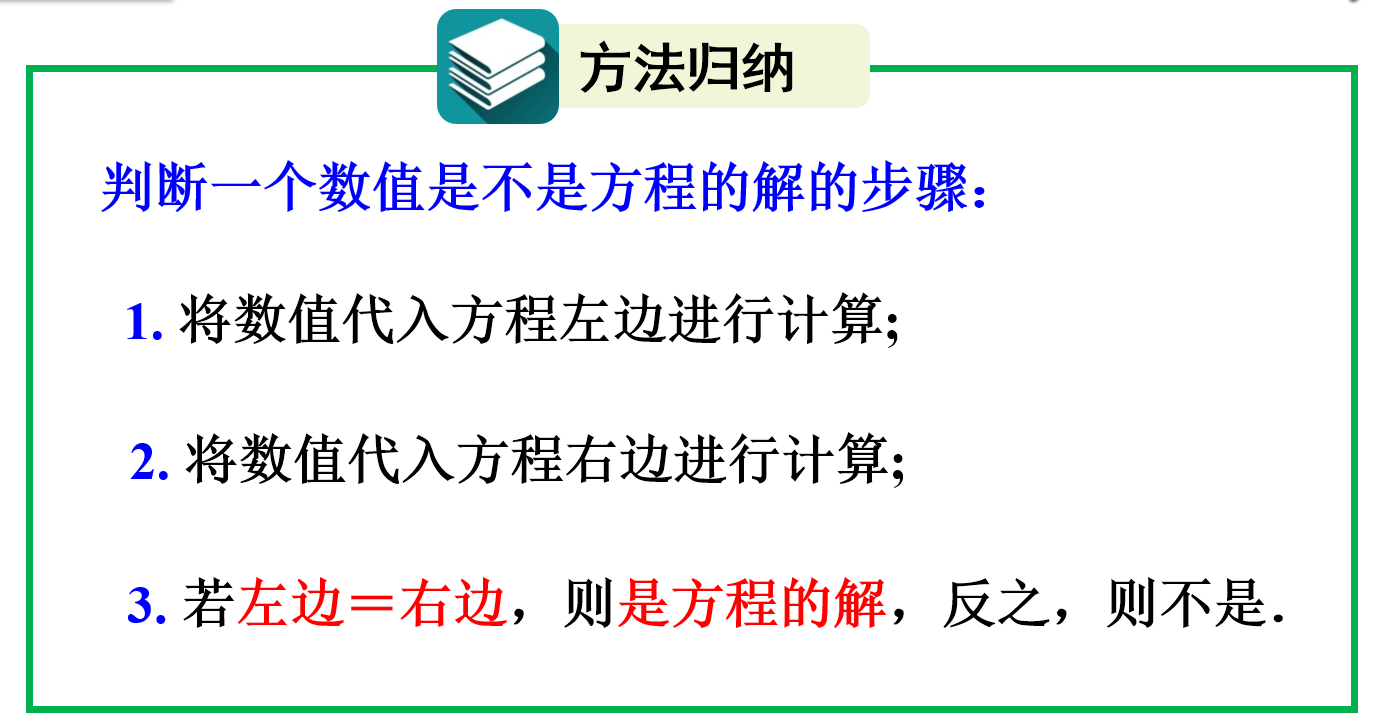 方法归纳
判断一个数值是不是方程的解的步骤：
1. 将数值代入方程左边进行计算;
2. 将数值代入方程右边进行计算;
3. 若左边＝右边，则是方程的解，反之，则不是．